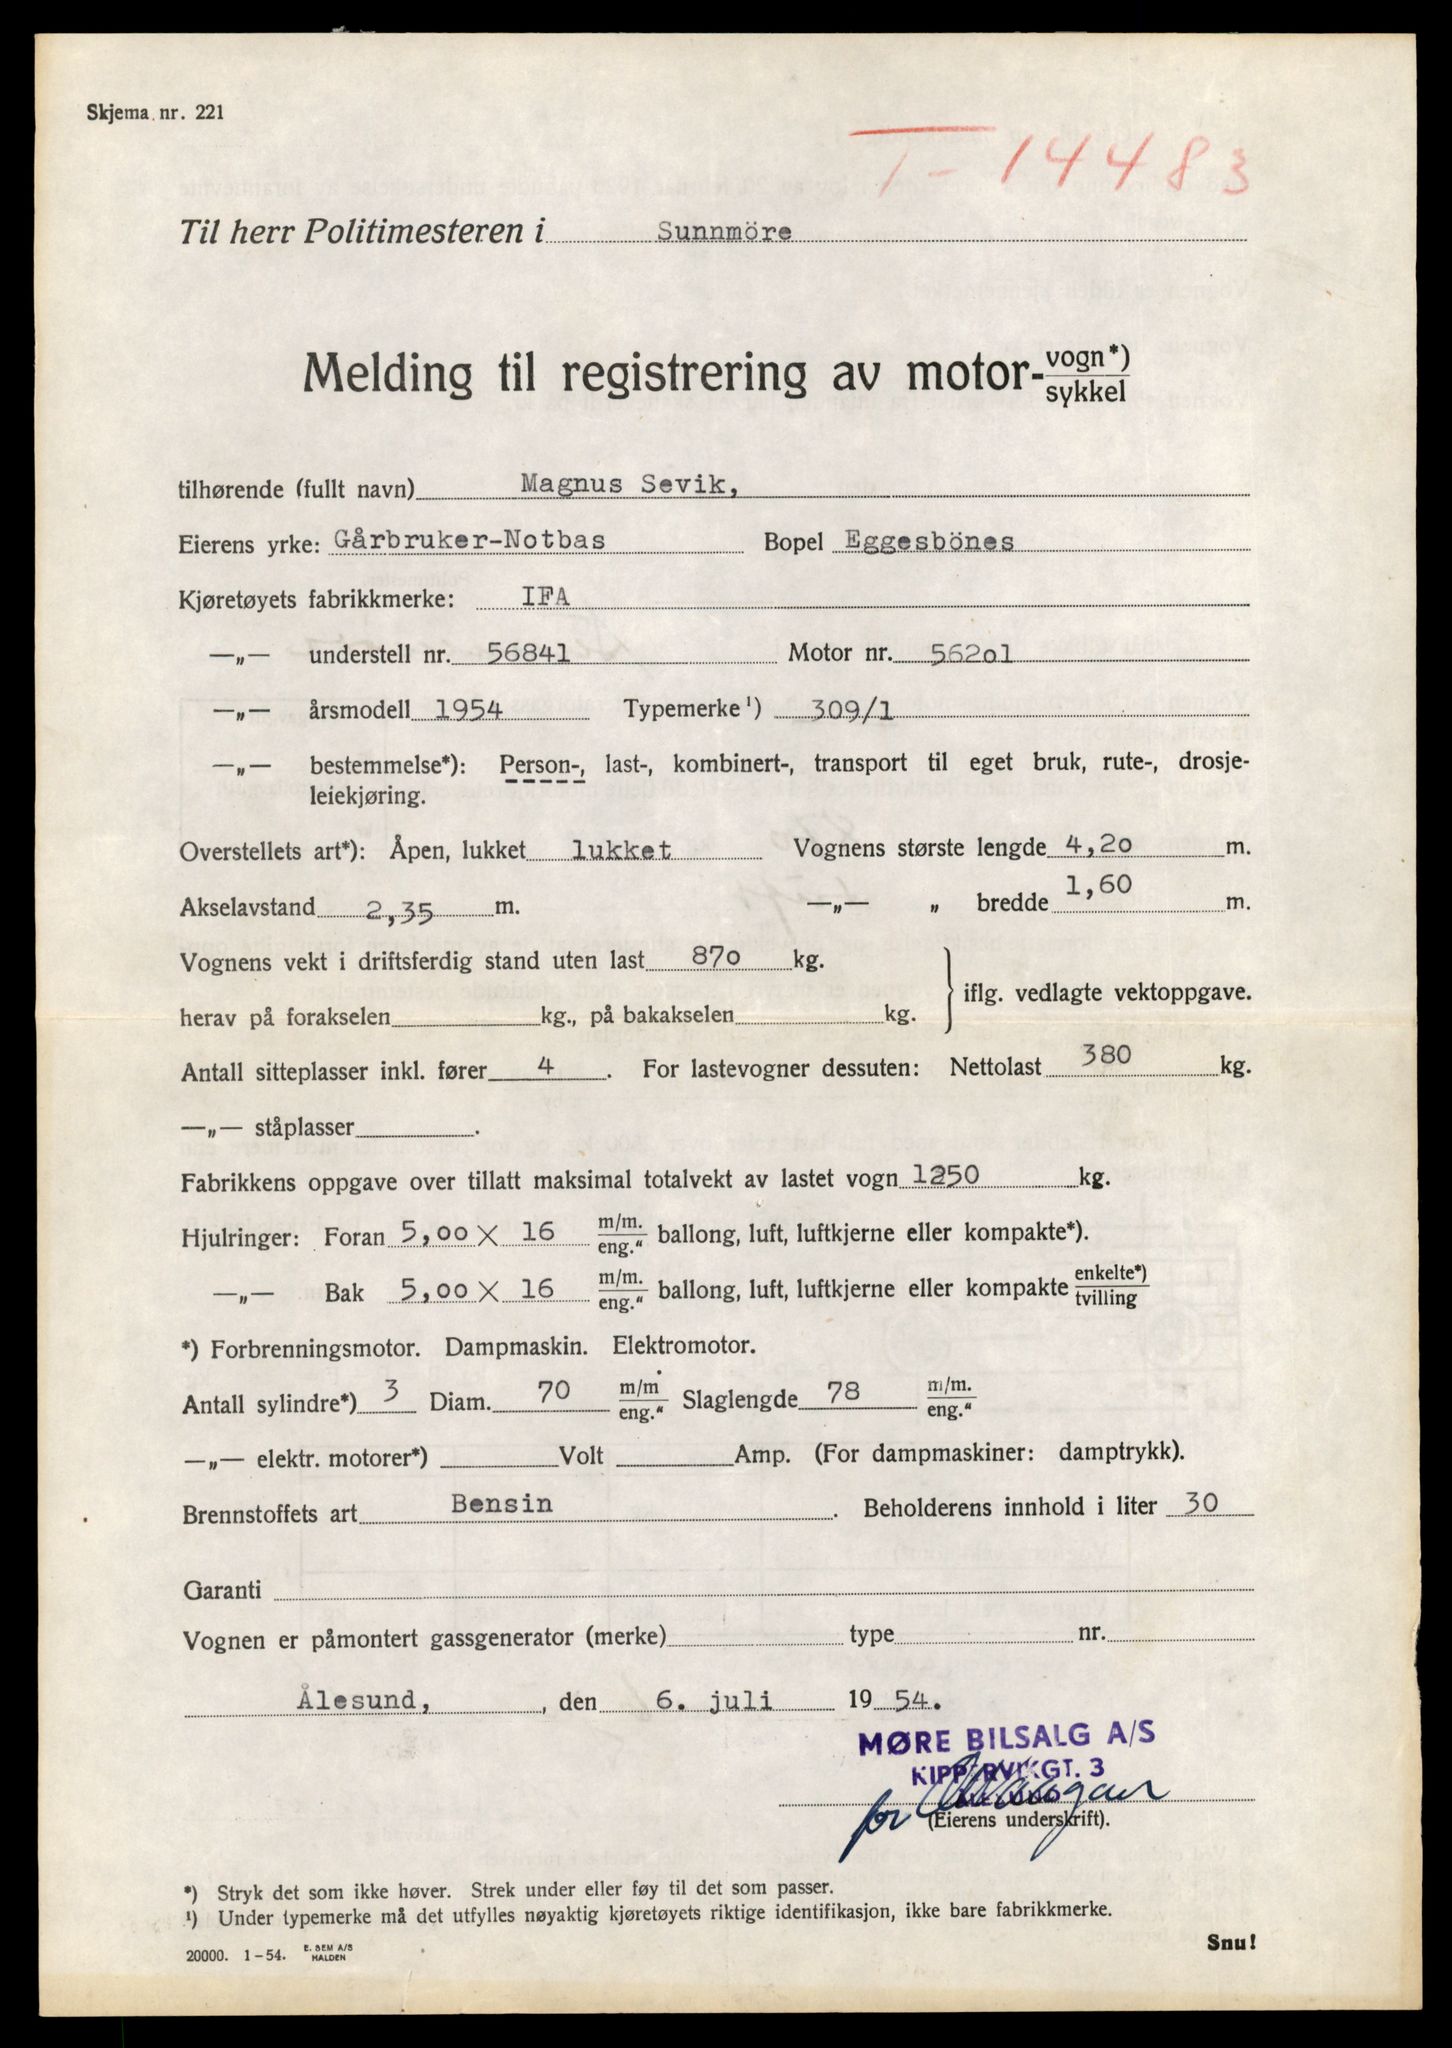 Skjema nr. 221
T-14483
Til herr Politimesteren i Sunnmöre
Melding til registrering av motor-vogn*)
sykkel
tilhørende (fullt navn) Magnus Sevik,
Eierens yrke: Gårbruker-Notbas Bopel Eggesbönes
Kjøretøyets fabrikkmerke: IFA
—„— understell nr. 56841 Motor nr. 562o1
—„— årsmodell 1954 Typemerke¹) 309/1
—„— bestemmelse*): Person-, last-, kombinert-, transport til eget bruk, rute-, drosje-
leiekjøring.
Overstellets art*): Åpen, lukket lukket Vognens største lengde 4,2o m.
Akselavstand 2,35 m. —„— „ bredde 1,60 m.
Vognens vekt i driftsferdig stand uten last 87o kg.
herav på forakselen kg., på bakakselen kg. iflg. vedlagte vektoppgave.
Antall sitteplasser inkl. fører 4 . For lastevogner dessuten: Nettolast 380 kg.
—„— ståplasser .
Fabrikkens oppgave over tillatt maksimal totalvekt av lastet vogn 1250 kg.
Hjulringer: Foran 5,oo X 16 m/m. eng.“ ballong, luft, luftkjerne eller kompakte*).
—„— Bak 5,oo X 16 m/m. eng.“ ballong, luft, luftkjerne eller kompakte enkelte*) tvilling
*) Forbrenningsmotor. Dampmaskin. Elektromotor.
Antall sylindre*) 3 Diam. 70 m/m eng.“ Slaglengde 78 m/m. eng.“
—„— elektr. motorer*) Volt Amp. (For dampmaskiner: damptrykk).
Brennstoffets art Bensin . Beholderens innhold i liter 30
Garanti
Vognen er påmontert gassgenerator (merke) type nr.
Ålesund, , den 6. juli 19 54.
MØRE BILSALG A/S
KIPPERVIKGT. 3
for
(Eierens underskrift).
*) Stryk det som ikke høver. Strek under eller føy til det som passer.
¹) Under typemerke må det utfylles nøyaktig kjøretøyets riktige identifikasjon, ikke bare fabrikkmerke.
20000. 1-54. E. SEM A/S
HALDEN
Snu!